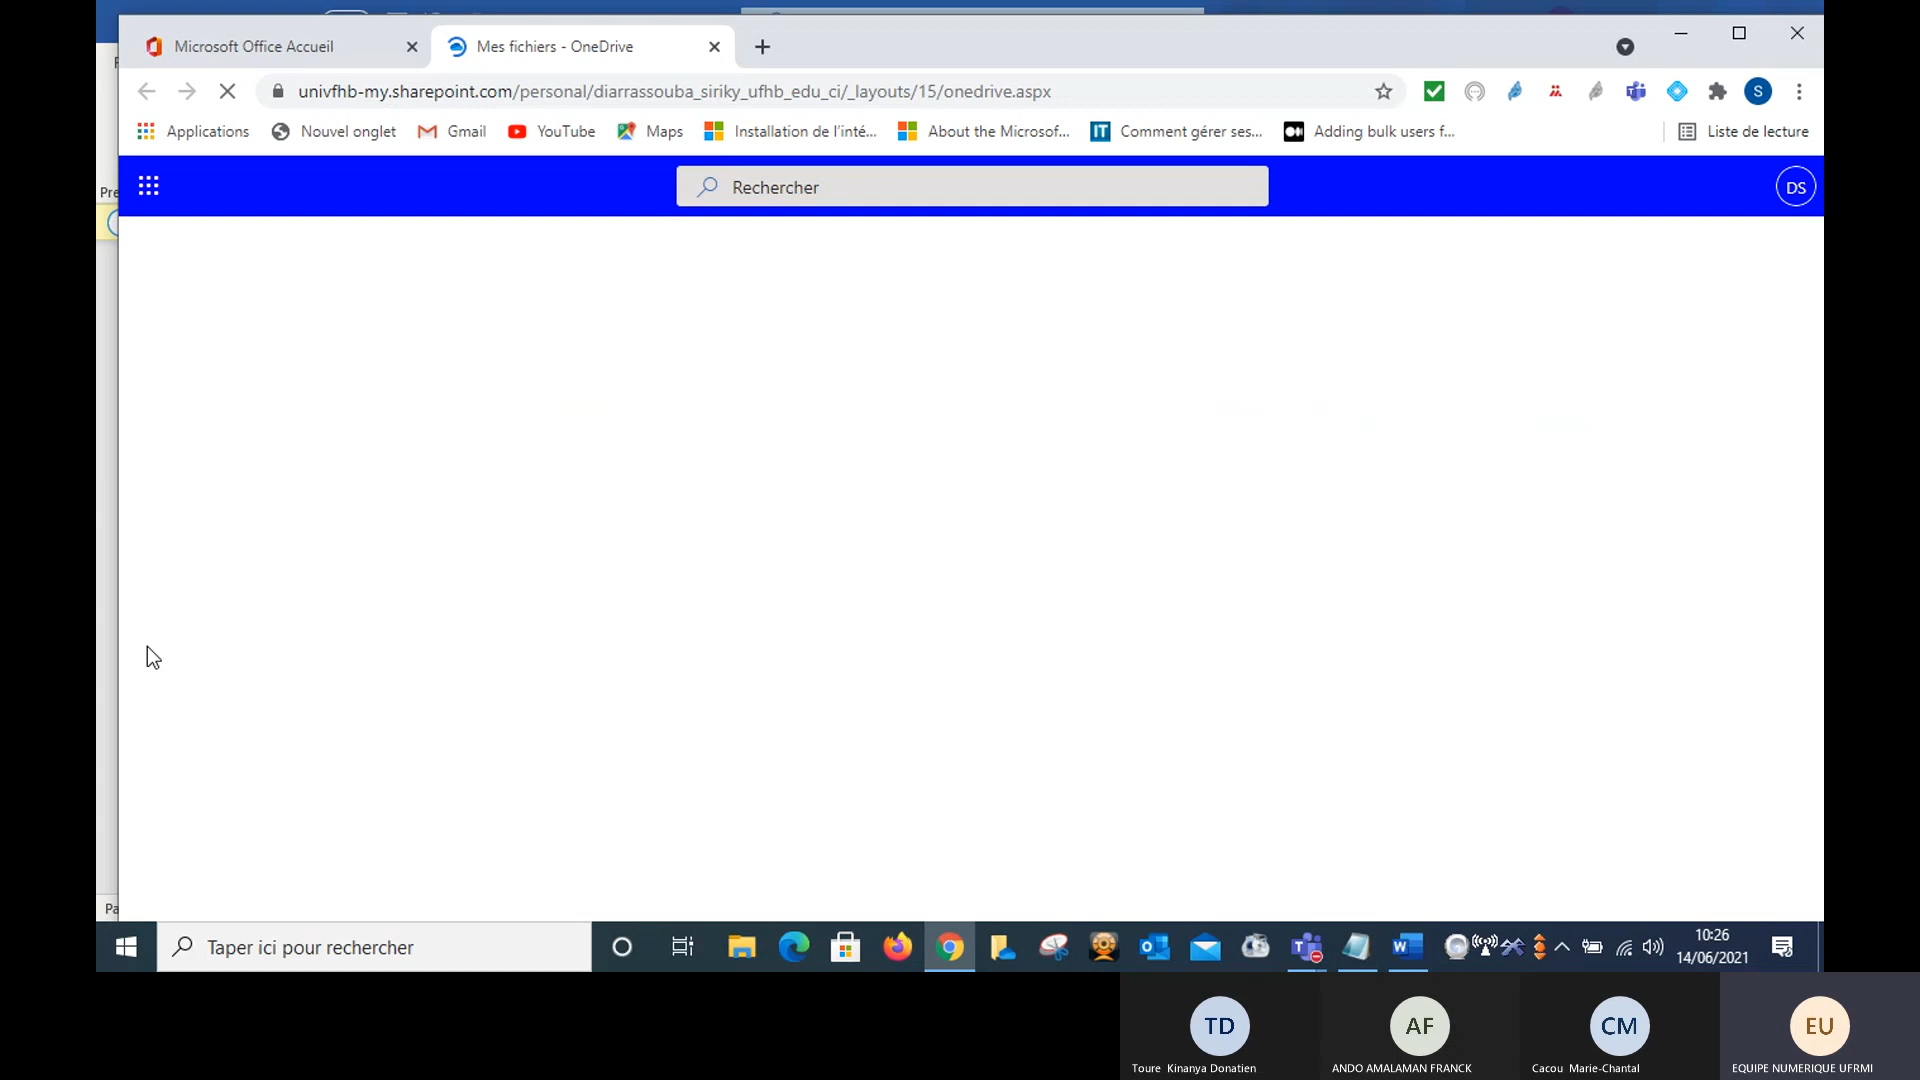 Microsoft Office Accueil
Mes fichiers - OneDrive
univfhb-my.sharepoint.com/personal/diarrassouba_siriky_ufhb_edu_ci/_layouts/15/onedrive.aspx
S
Applications
Nouvel onglet
Gmail
YouTube
Maps
Installation de l'inté...
About the Microsof...
IT
Comment gérer ses...
Adding bulk users f...
Liste de lecture
Pre
Rechercher
DS
Pa
Taper ici pour rechercher
10:26
14/06/2021
TD
AF
CM
EU
Toure Kinanya Donatien
ANDO AMALAMAN FRANCK
Cacou Marie-Chantal
EQUIPE NUMERIQUE UFRMI